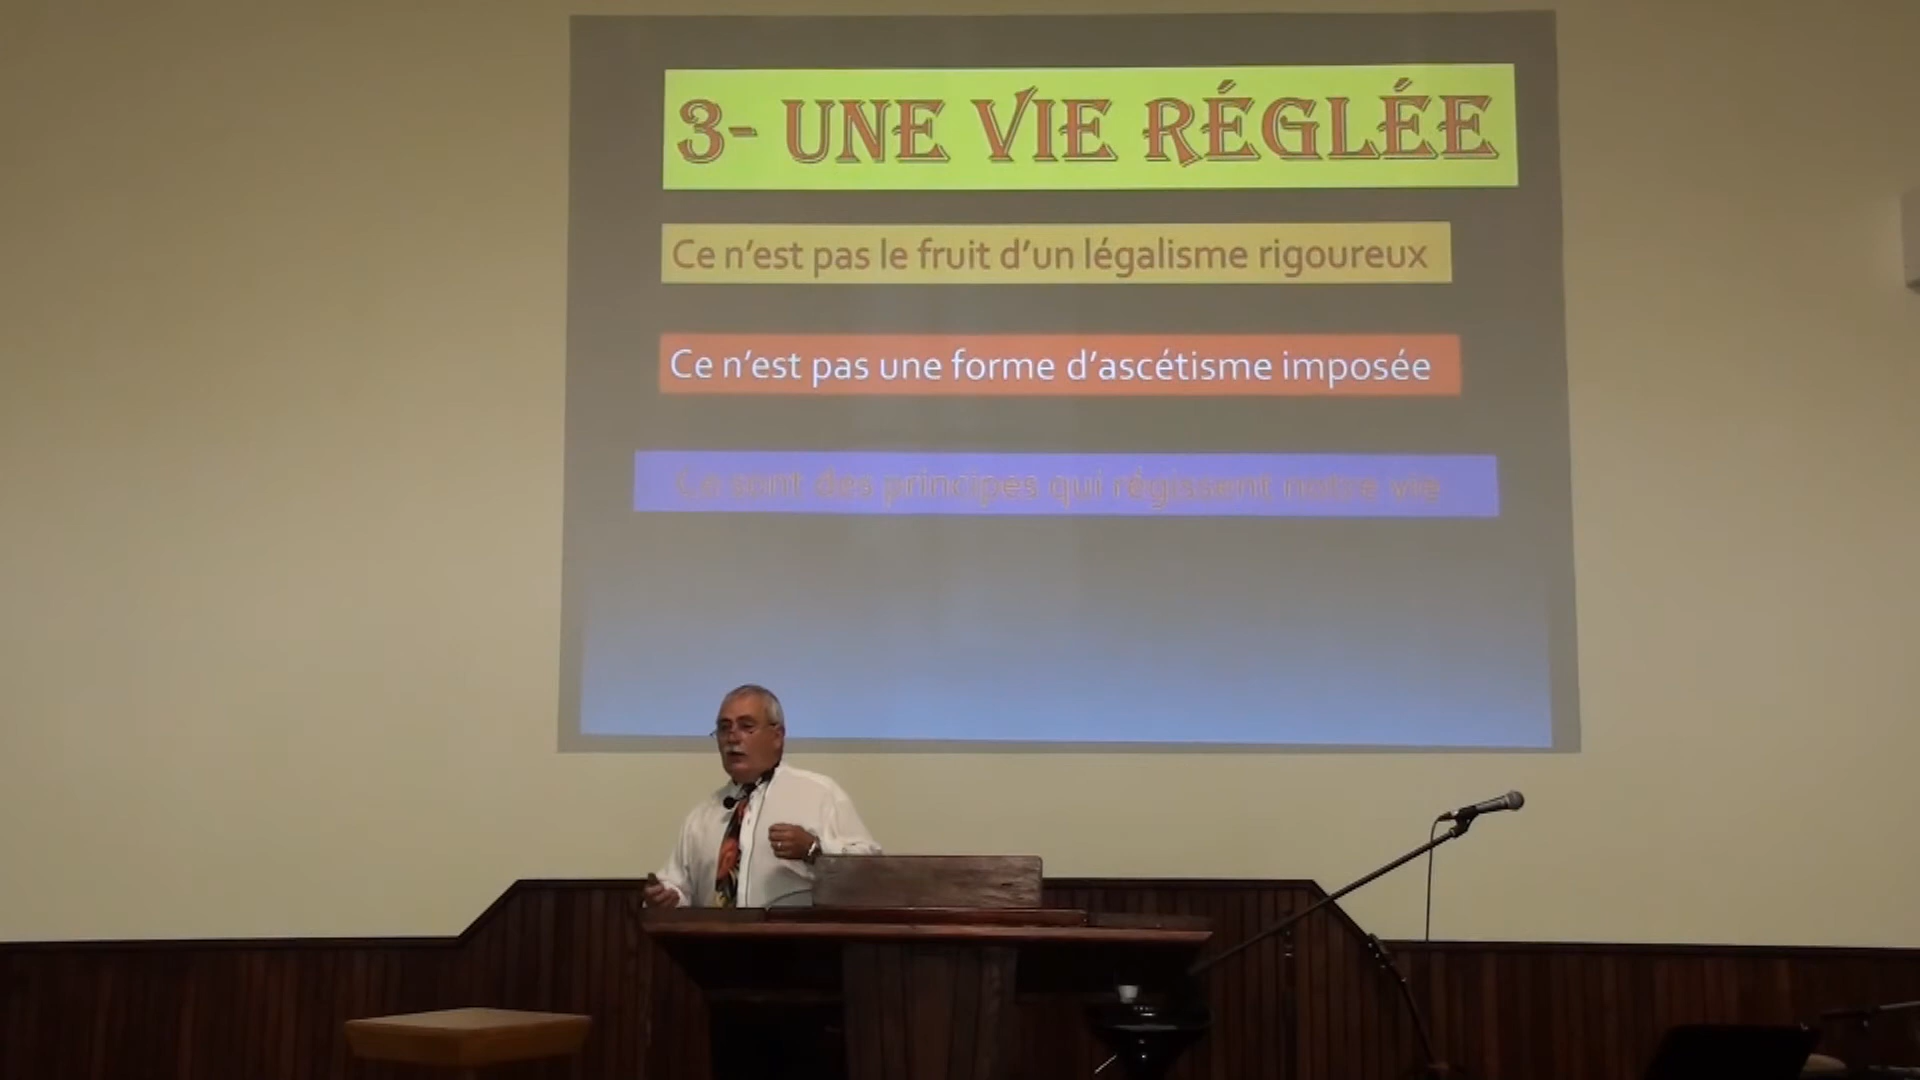 3- UNE VIE RÉGLÉE
Ce n'est pas le fruit d'un légalisme rigoureux
Ce n'est pas une forme d'ascétisme imposée
Ce sont des principes qui régissent notre vie